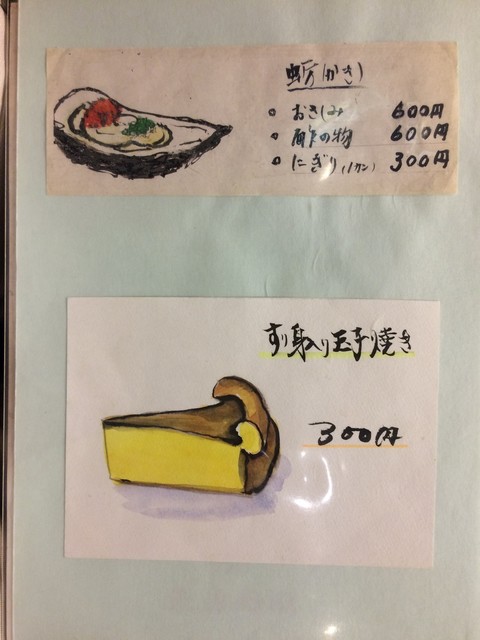 牡蛎(かき)
○ おさしみ 600円
○ 酢の物 600円
○ にぎり(1カン) 300円
すり身入り玉子焼き
300円